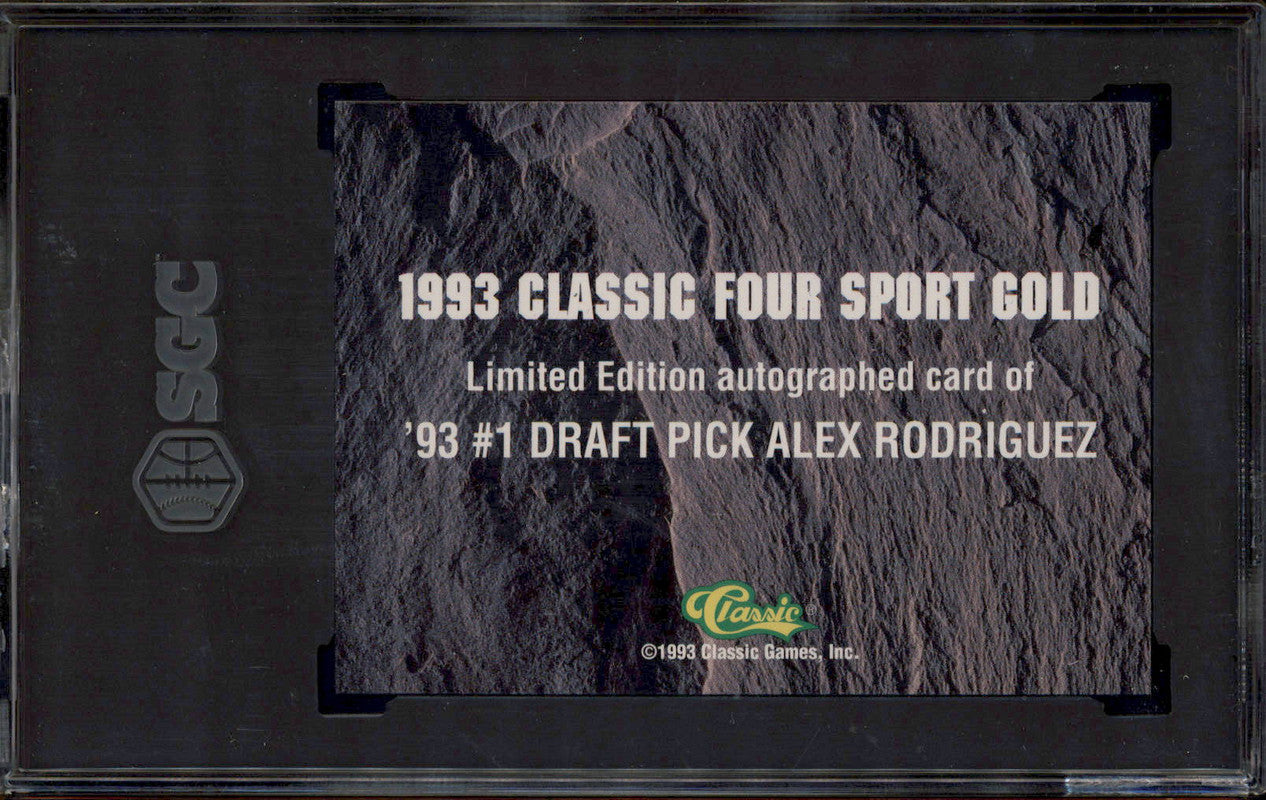 SGC
1993 CLASSIC FOUR SPORT GOLD
Limited Edition autographed card of
'93 #1 DRAFT PICK ALEX RODRIGUEZ
Classic
©1993 Classic Games, Inc.